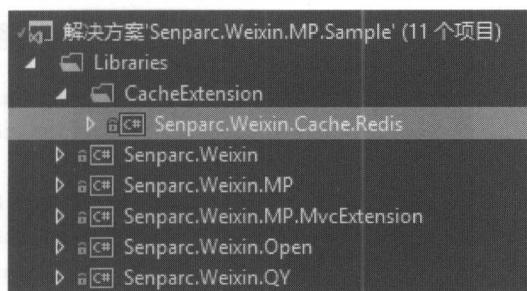 解决方案'Senparc.Weixin.MP.Sample' (11 个项目)
Libraries
CacheExtension
C# Senparc.Weixin.Cache.Redis
C# Senparc.Weixin
C# Senparc.Weixin.MP
C# Senparc.Weixin.MP.MvcExtension
C# Senparc.Weixin.Open
C# Senparc.Weixin.QY